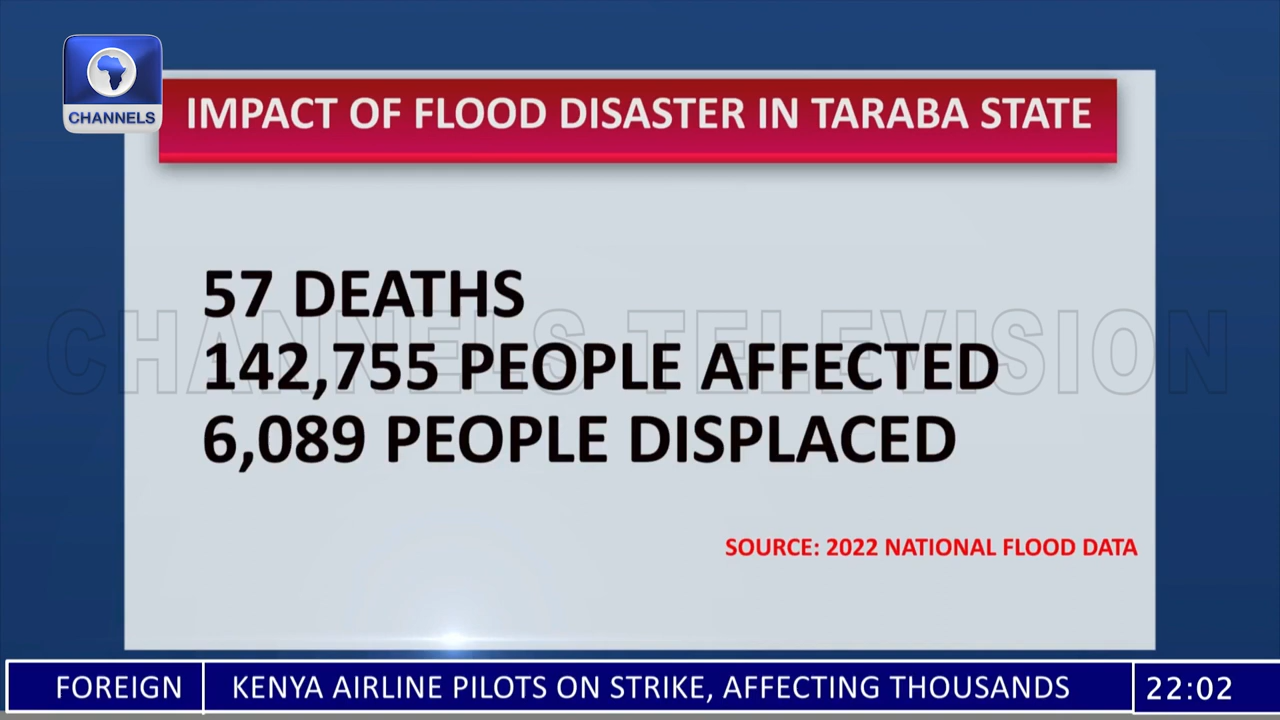 CHANNELS
IMPACT OF FLOOD DISASTER IN TARABA STATE
57 DEATHS
CHANNELS TELEVISION
142,755 PEOPLE AFFECTED
6,089 PEOPLE DISPLACED
SOURCE: 2022 NATIONAL FLOOD DATA
FOREIGN
KENYA AIRLINE PILOTS ON STRIKE, AFFECTING THOUSANDS
22:02